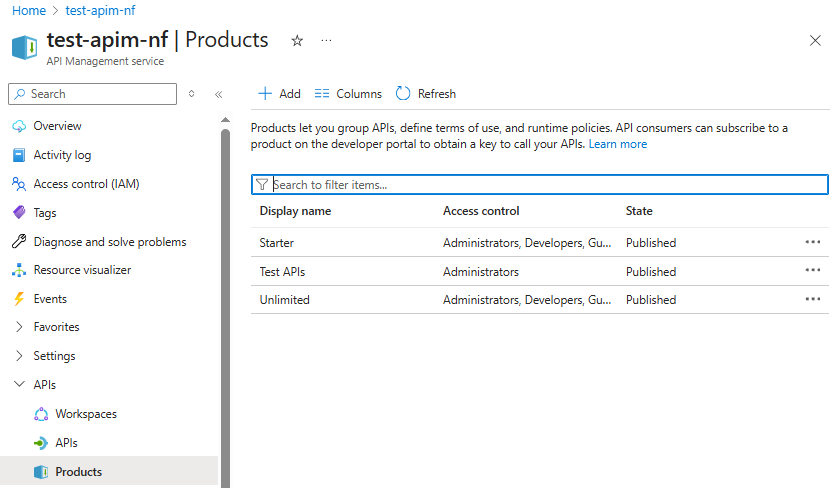 Home > test-apim-nf
test-apim-nf | Products
API Management service
Search
Add Columns Refresh
Overview
Activity log
Access control (IAM)
Tags
Diagnose and solve problems
Resource visualizer
Events
Favorites
Settings
APIs
Workspaces
APIs
Products
Products let you group APIs, define terms of use, and runtime policies. API consumers can subscribe to a
product on the developer portal to obtain a key to call your APIs. Learn more
Search to filter items...
Display name Access control State
Starter Administrators, Developers, Gu... Published
Test APIs Administrators Published
Unlimited Administrators, Developers, Gu... Published